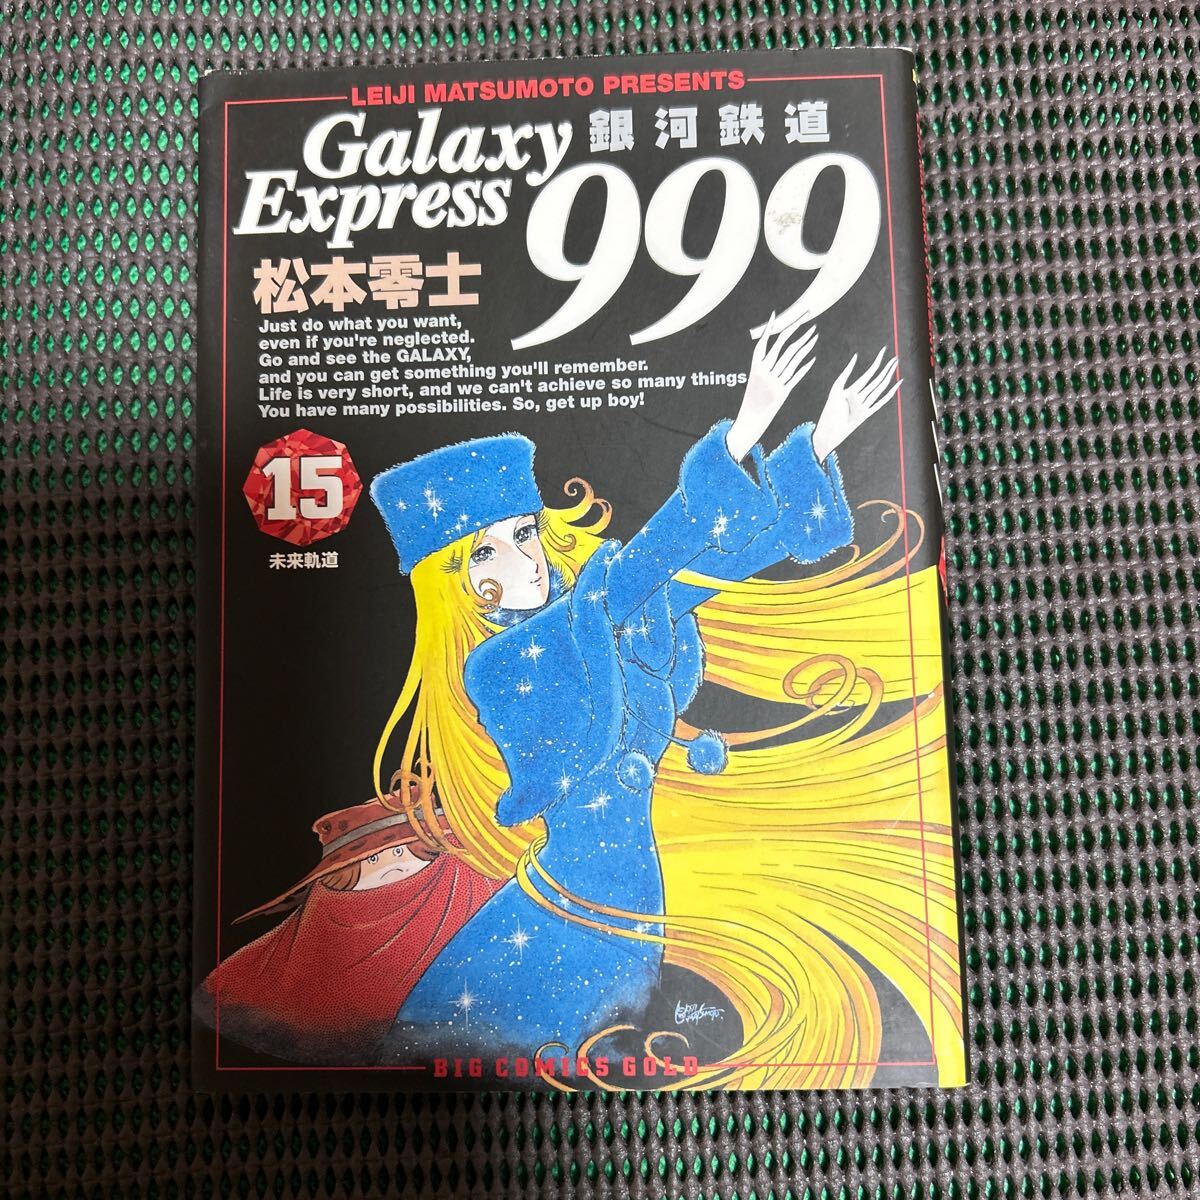 LEIJI MATSUMOTO PRESENTS
Galaxy
Express
銀河鉄道
999
松本零士
Just do what you want,
even if you're neglected.
Go and see the GALAXY,
and you can get something you'll remember.
Life is very short, and we can't achieve so many things
You have many possibilities. So, get up boy!
15
未来軌道
BIG COMICS GOLD